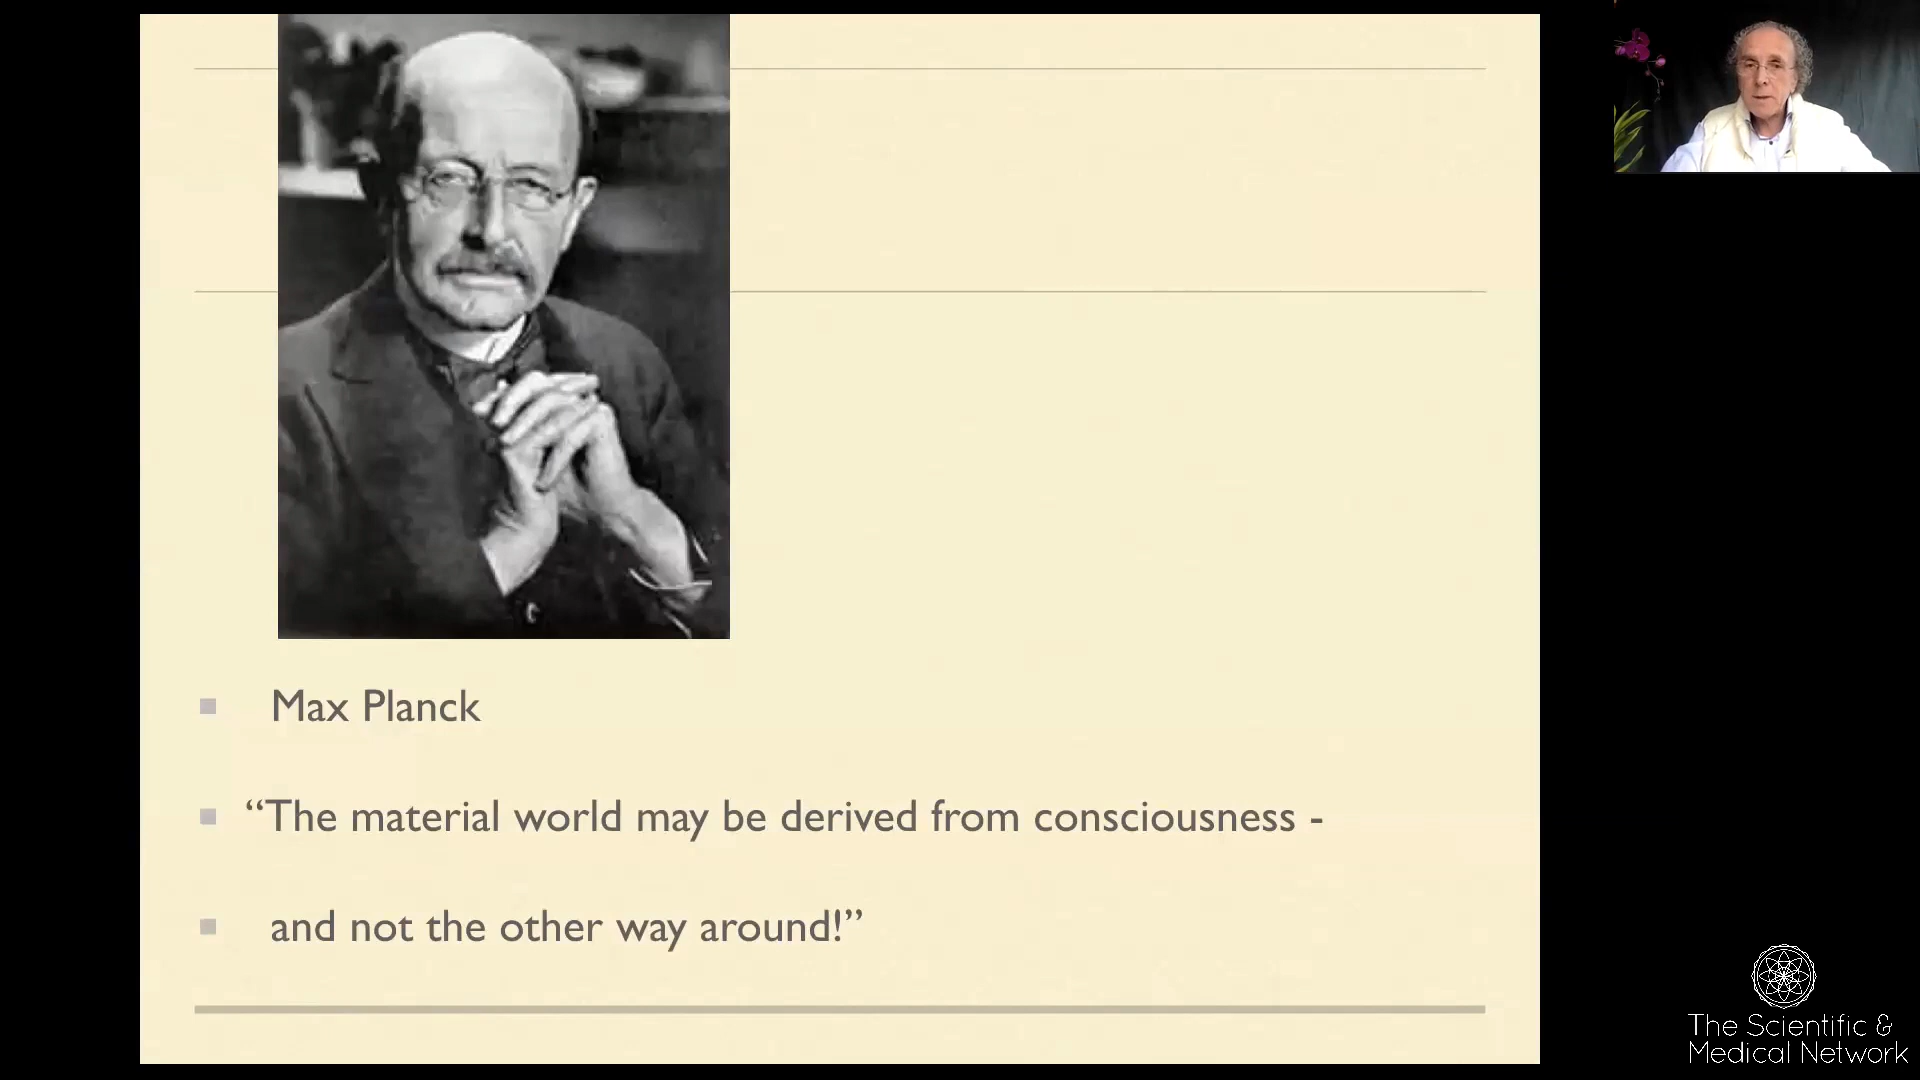 Max Planck
“The material world may be derived from consciousness -
and not the other way around!”
The Scientific &
Medical Network